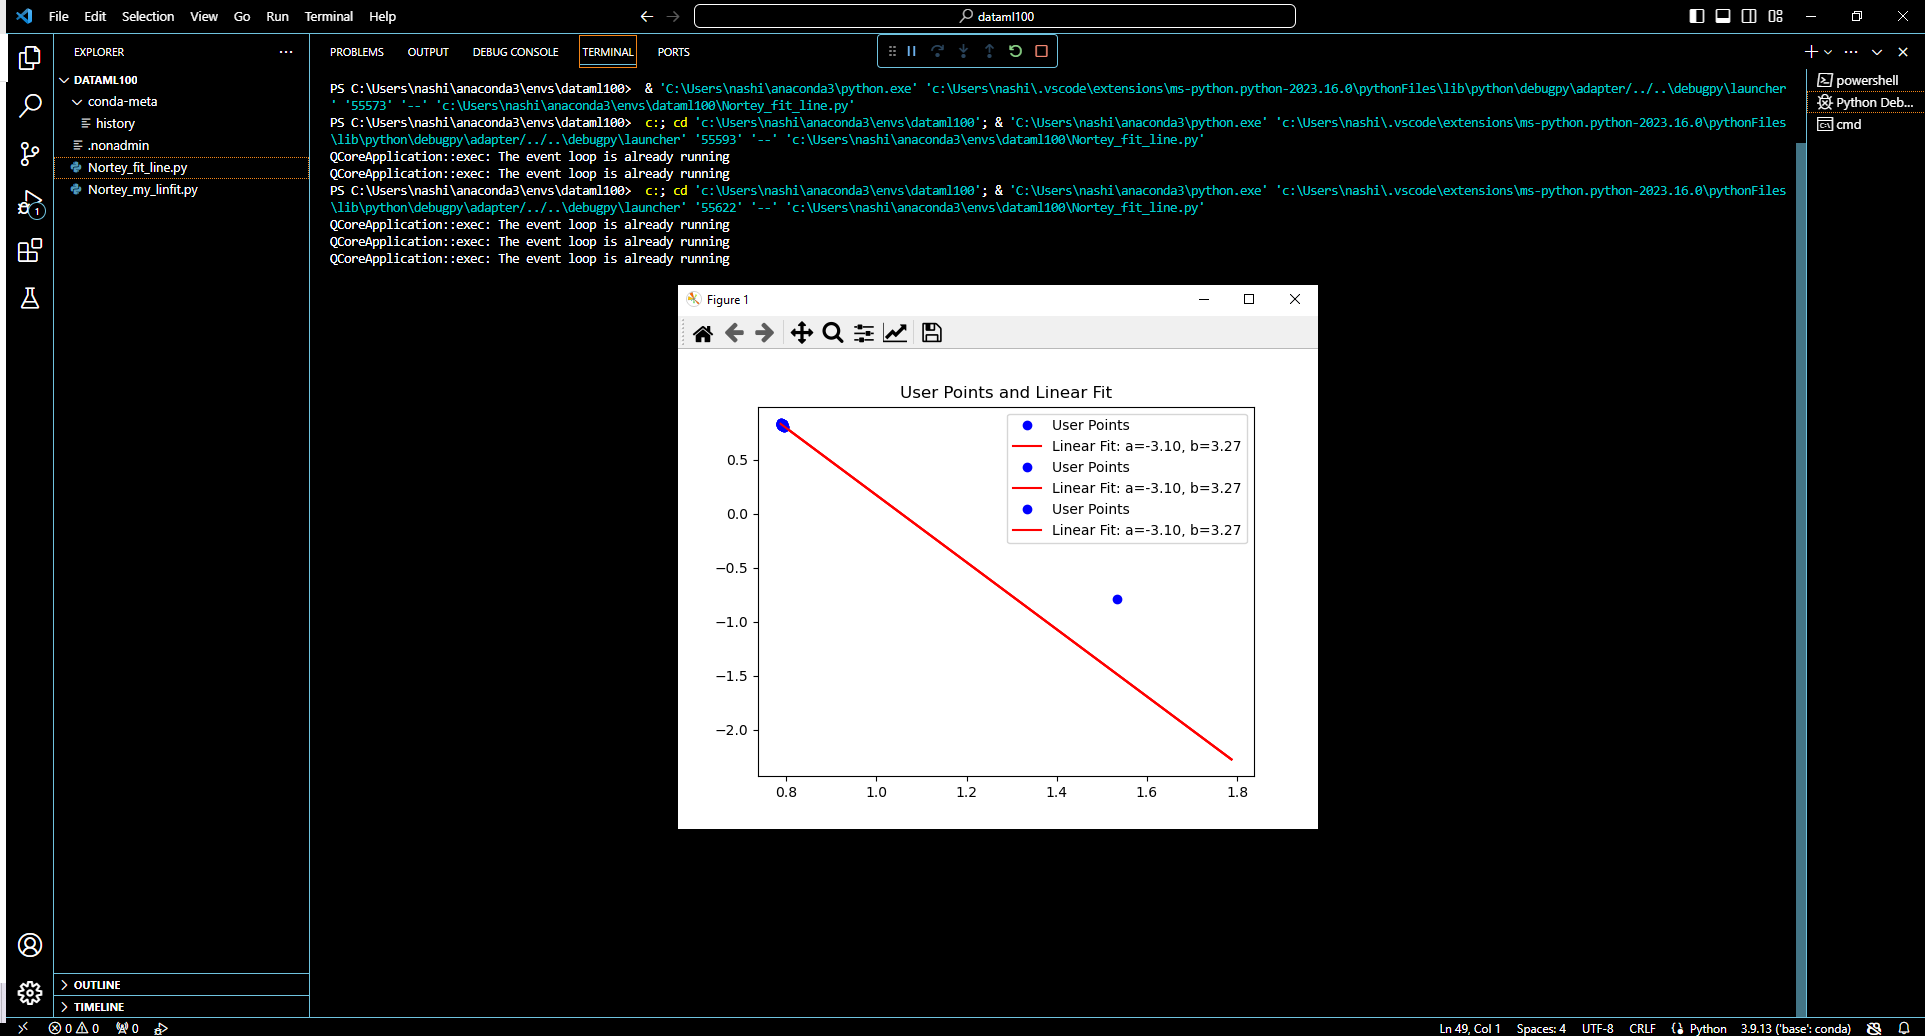 File Edit Selection View Go Run Terminal Help
dataml100
EXPLORER
DATAML100
conda-meta
history
.nonadmin
Nortey_fit_line.py
Nortey_my_linfit.py
1
OUTLINE
TIMELINE
PROBLEMS OUTPUT DEBUG CONSOLE TERMINAL PORTS
PS C:\Users\nashi\anaconda3\envs\dataml100>  & 'C:\Users\nashi\anaconda3\python.exe' 'c:\Users\nashi\.vscode\extensions\ms-python.python-2023.16.0\pythonFiles\lib\python\debugpy\adapter/../..\debugpy\launcher
' '55573' '--' 'c:\Users\nashi\anaconda3\envs\dataml100\Nortey_fit_line.py'
PS C:\Users\nashi\anaconda3\envs\dataml100>  c:; cd 'c:\Users\nashi\anaconda3\envs\dataml100'; & 'C:\Users\nashi\anaconda3\python.exe' 'c:\Users\nashi\.vscode\extensions\ms-python.python-2023.16.0\pythonFiles
\lib\python\debugpy\adapter/../..\debugpy\launcher' '55593' '--' 'c:\Users\nashi\anaconda3\envs\dataml100\Nortey_fit_line.py'
QCoreApplication::exec: The event loop is already running
QCoreApplication::exec: The event loop is already running
PS C:\Users\nashi\anaconda3\envs\dataml100>  c:; cd 'c:\Users\nashi\anaconda3\envs\dataml100'; & 'C:\Users\nashi\anaconda3\python.exe' 'c:\Users\nashi\.vscode\extensions\ms-python.python-2023.16.0\pythonFiles
\lib\python\debugpy\adapter/../..\debugpy\launcher' '55622' '--' 'c:\Users\nashi\anaconda3\envs\dataml100\Nortey_fit_line.py'
QCoreApplication::exec: The event loop is already running
QCoreApplication::exec: The event loop is already running
QCoreApplication::exec: The event loop is already running
powershell
Python Deb...
cmd
Figure 1
User Points and Linear Fit
User Points
Linear Fit: a=-3.10, b=3.27
User Points
Linear Fit: a=-3.10, b=3.27
User Points
Linear Fit: a=-3.10, b=3.27
0.5
0.0
−0.5
−1.0
−1.5
−2.0
0.8 1.0 1.2 1.4 1.6 1.8
0 0 0 Ln 49, Col 1 Spaces: 4 UTF-8 CRLF Python 3.9.13 ('base': conda)